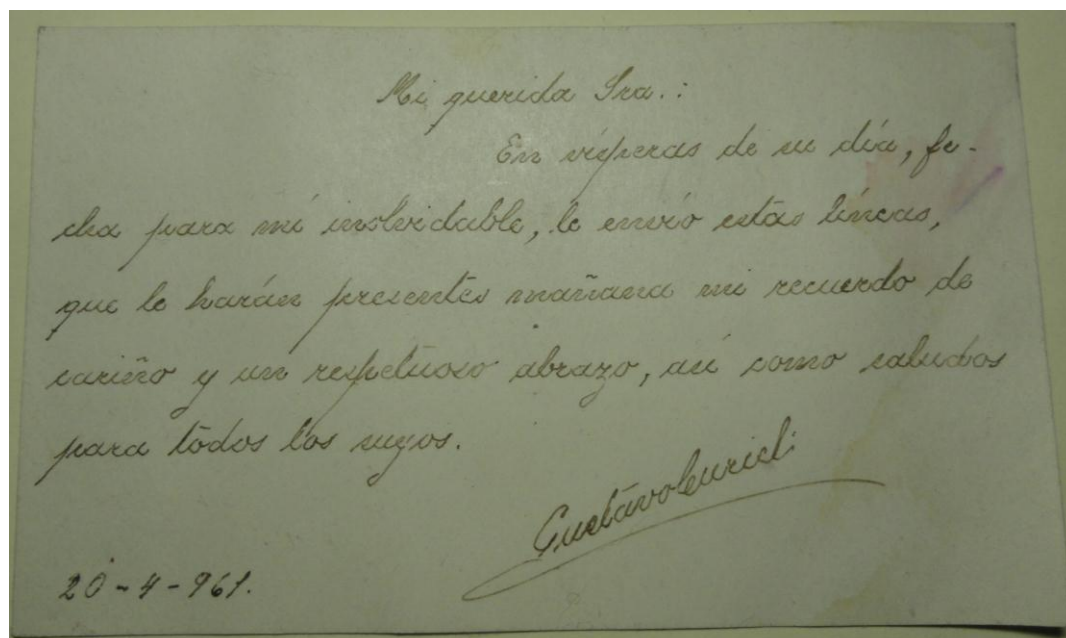 Mi querida Sra.:
En vísperas de su día, fe-
cha para mí inolvidable, le envío estas líneas,
que le harán presentes mañana mi recuerdo de
cariño y un respetuoso abrazo, así como saludos
para todos los suyos.
Gustavo
20-4-961.